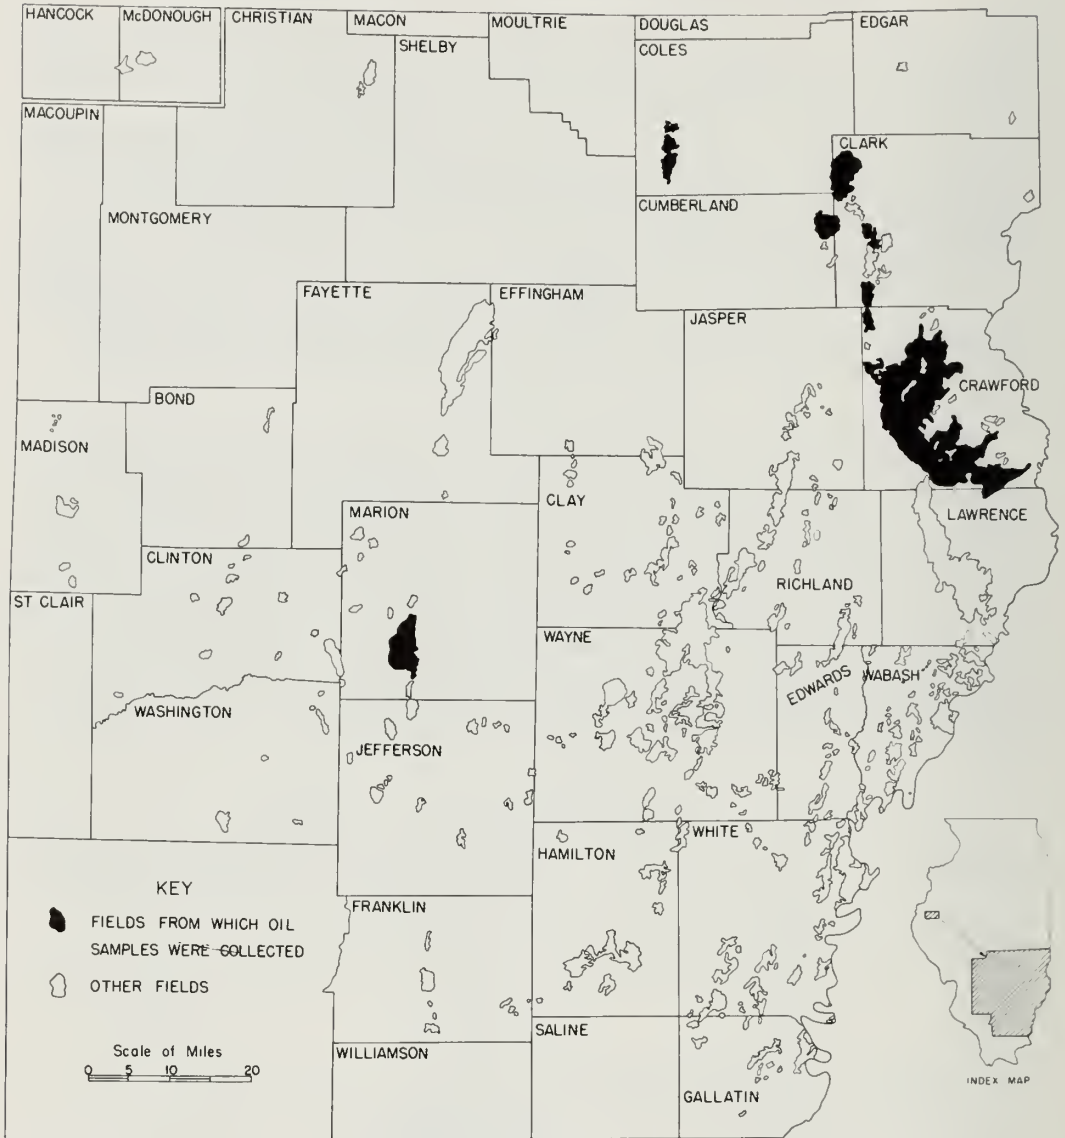 HANCOCK
McDONOUGH
CHRISTIAN
MACON
MOULTRIE
DOUGLAS
EDGAR
SHELBY
COLES
MACOUPIN
CLARK
CUMBERLAND
MONTGOMERY
FAYETTE
EFFINGHAM
JASPER
CRAWFORD
BOND
MADISON
CLAY
MARION
LAWRENCE
CLINTON
RICHLAND
ST CLAIR
WAYNE
EDWARDS
WABASH
WASHINGTON
JEFFERSON
WHITE
HAMILTON
KEY
FRANKLIN
FIELDS FROM WHICH OIL
SAMPLES WERE COLLECTED
OTHER FIELDS
SALINE
Scale of Miles
0 5 10 20
WILLIAMSON
GALLATIN
INDEX MAP